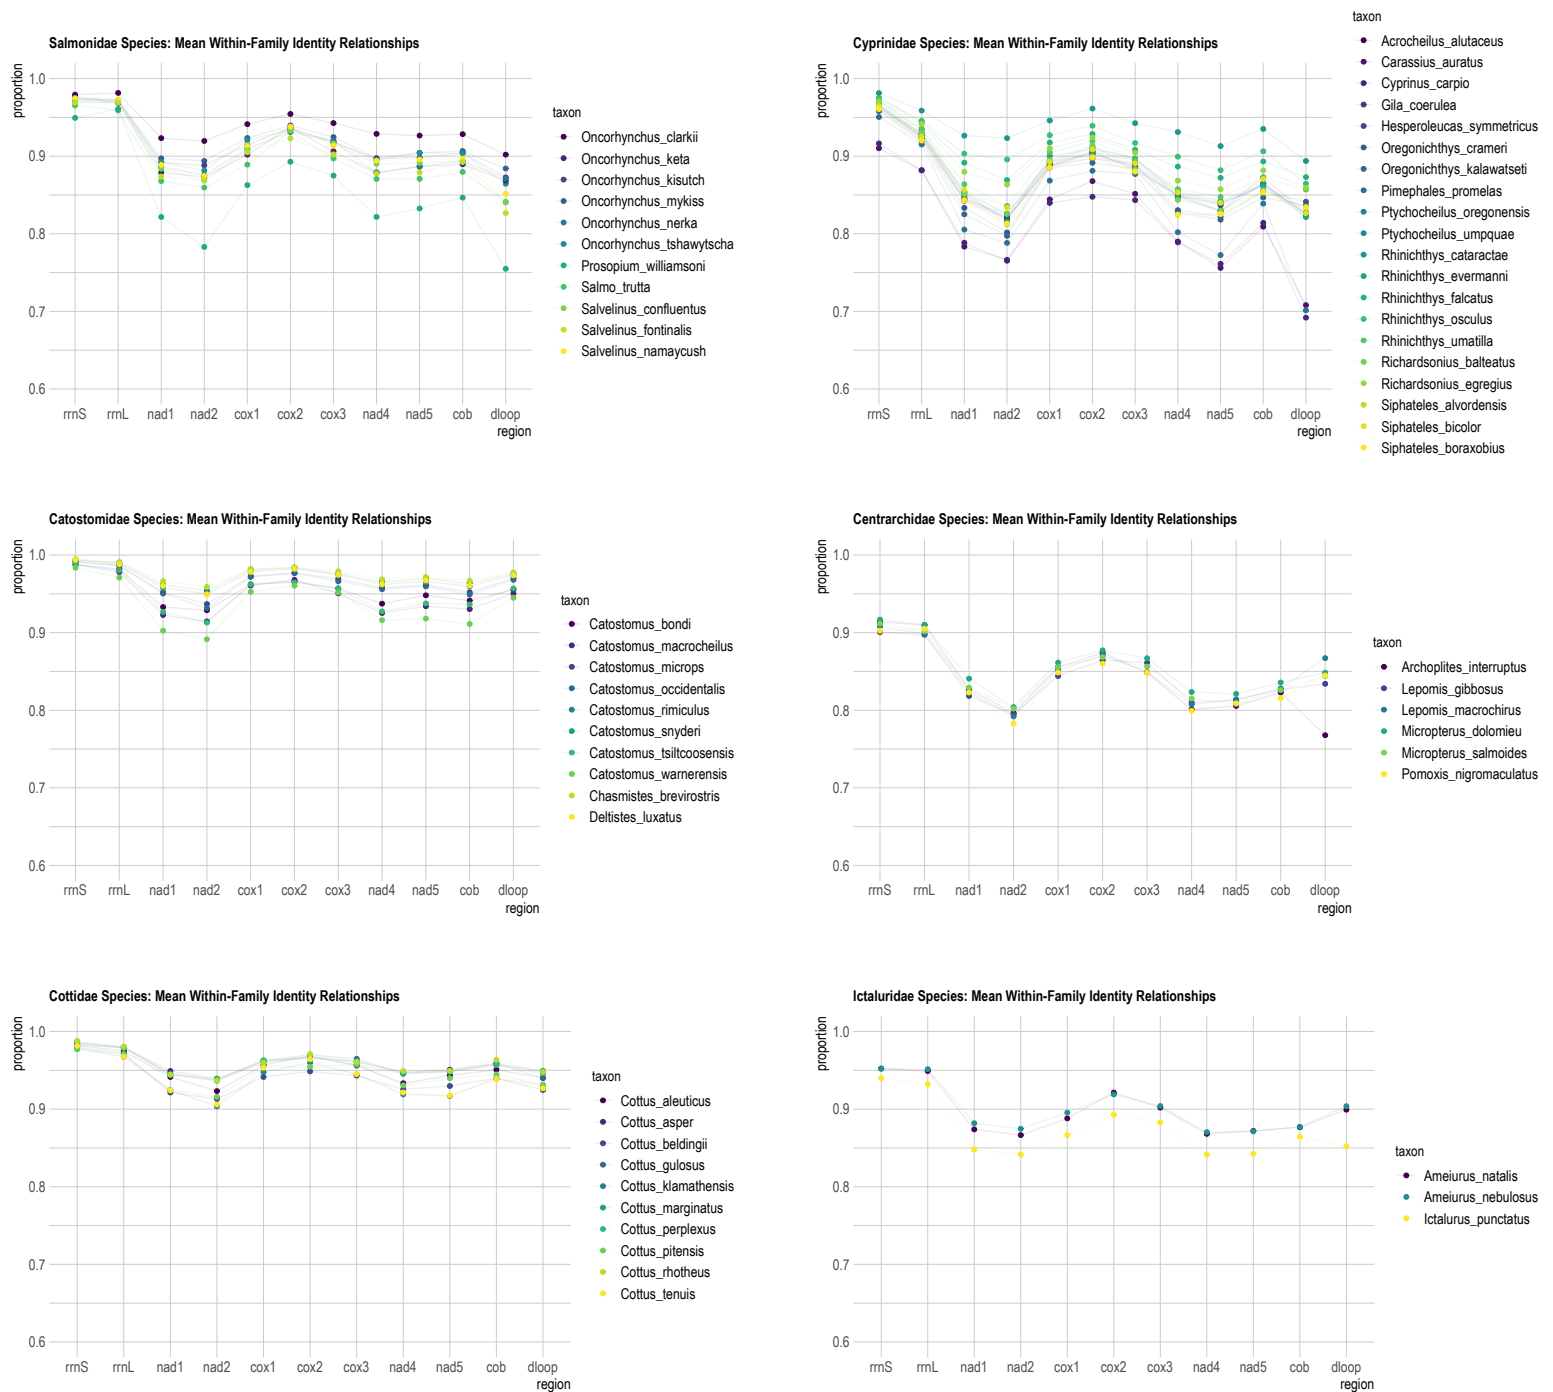 Salmonidae Species: Mean Within-Family Identity Relationships
proportion
1.0
0.9
0.8
0.7
0.6
rrnS rrnL nad1 nad2 cox1 cox2 cox3 nad4 nad5 cob dloop
region
taxon
Oncorhynchus_clarkii
Oncorhynchus_keta
Oncorhynchus_kisutch
Oncorhynchus_mykiss
Oncorhynchus_nerka
Oncorhynchus_tshawytscha
Prosopium_williamsoni
Salmo_trutta
Salvelinus_confluentus
Salvelinus_fontinalis
Salvelinus_namaycush
Cyprinidae Species: Mean Within-Family Identity Relationships
proportion
1.0
0.9
0.8
0.7
0.6
rrnS rrnL nad1 nad2 cox1 cox2 cox3 nad4 nad5 cob dloop
region
taxon
Acrocheilus_alutaceus
Carassius_auratus
Cyprinus_carpio
Gila_coerulea
Hesperoleucas_symmetricus
Oregonichthys_crameri
Oregonichthys_kalawatseti
Pimephales_promelas
Ptychocheilus_oregonensis
Ptychocheilus_umpquae
Rhinichthys_cataractae
Rhinichthys_evermanni
Rhinichthys_falcatus
Rhinichthys_osculus
Rhinichthys_umatilla
Richardsonius_balteatus
Richardsonius_egregius
Siphateles_alvordensis
Siphateles_bicolor
Siphateles_boraxobius
Catostomidae Species: Mean Within-Family Identity Relationships
proportion
1.0
0.9
0.8
0.7
0.6
rrnS rrnL nad1 nad2 cox1 cox2 cox3 nad4 nad5 cob dloop
region
taxon
Catostomus_bondi
Catostomus_macrocheilus
Catostomus_microps
Catostomus_occidentalis
Catostomus_rimiculus
Catostomus_snyderi
Catostomus_tsiltcoosensis
Catostomus_warnerensis
Chasmistes_brevirostris
Deltistes_luxatus
Centrarchidae Species: Mean Within-Family Identity Relationships
proportion
1.0
0.9
0.8
0.7
0.6
rrnS rrnL nad1 nad2 cox1 cox2 cox3 nad4 nad5 cob dloop
region
taxon
Archoplites_interruptus
Lepomis_gibbosus
Lepomis_macrochirus
Micropterus_dolomieu
Micropterus_salmoides
Pomoxis_nigromaculatus
Cottidae Species: Mean Within-Family Identity Relationships
proportion
1.0
0.9
0.8
0.7
0.6
rrnS rrnL nad1 nad2 cox1 cox2 cox3 nad4 nad5 cob dloop
region
taxon
Cottus_aleuticus
Cottus_asper
Cottus_beldingii
Cottus_gulosus
Cottus_klamathensis
Cottus_marginatus
Cottus_perplexus
Cottus_pitensis
Cottus_rhotheus
Cottus_tenuis
Ictaluridae Species: Mean Within-Family Identity Relationships
proportion
1.0
0.9
0.8
0.7
0.6
rrnS rrnL nad1 nad2 cox1 cox2 cox3 nad4 nad5 cob dloop
region
taxon
Ameiurus_natalis
Ameiurus_nebulosus
Ictalurus_punctatus